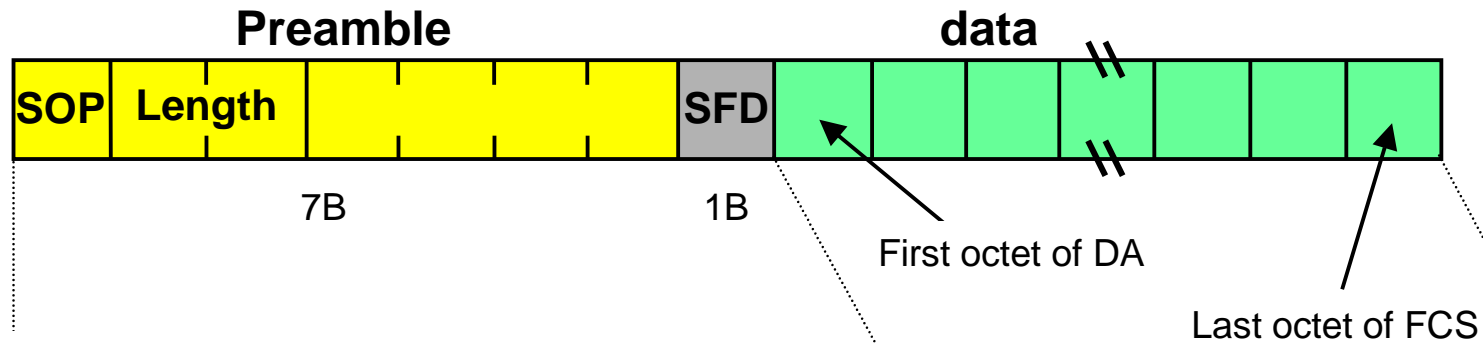 Preamble data
SOP Length SFD
7B 1B
First octet of DA
Last octet of FCS